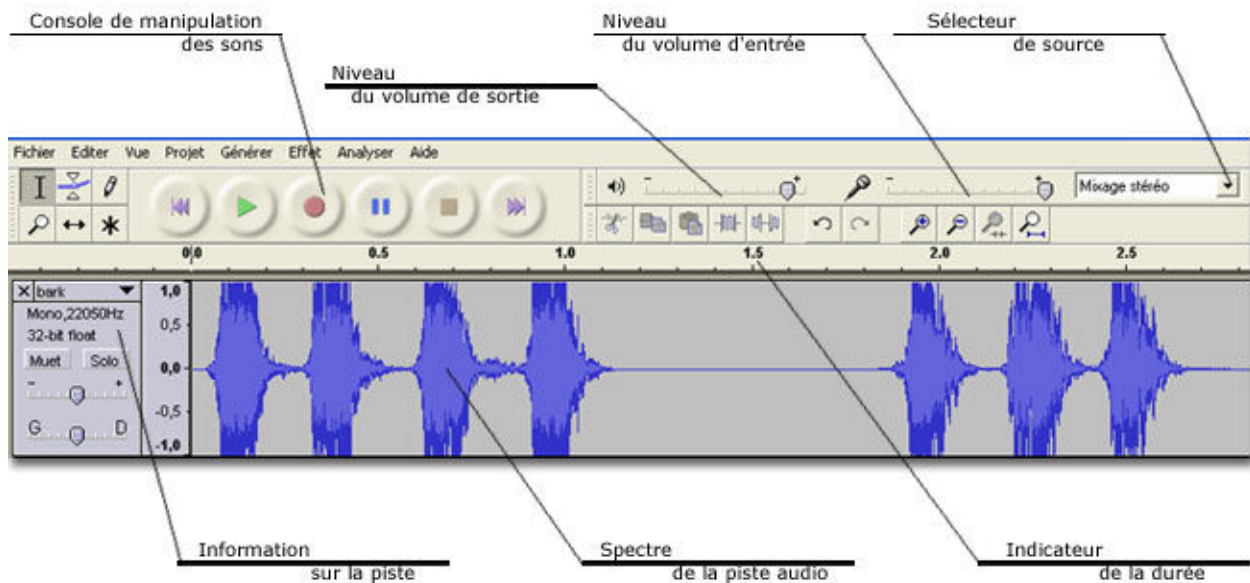 Console de manipulation
des sons
Niveau
du volume d'entrée
Sélecteur
de source
Niveau
du volume de sortie
Fichier Editer Vue Projet Générer Effet Analyser Aide
- + - + Mixage stéréo
0,0 0.5 1.0 1.5 2.0 2.5
X bark
Mono,22050Hz
32-bit float
Muet Solo
- +
G D
1,0
0,5
0,0
-0,5
-1,0
Information
sur la piste
Spectre
de la piste audio
Indicateur
de la durée